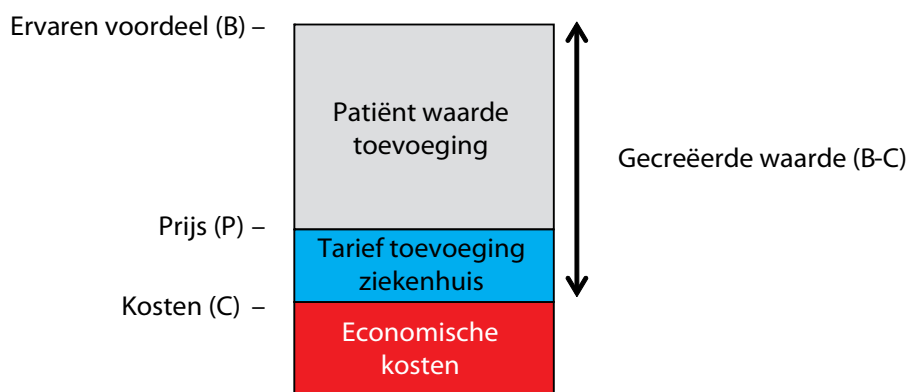 Ervaren voordeel (B) –
Patiënt waarde
toevoeging
Gecreëerde waarde (B-C)
Prijs (P) –
Tarief toevoeging
ziekenhuis
Kosten (C) –
Economische
kosten